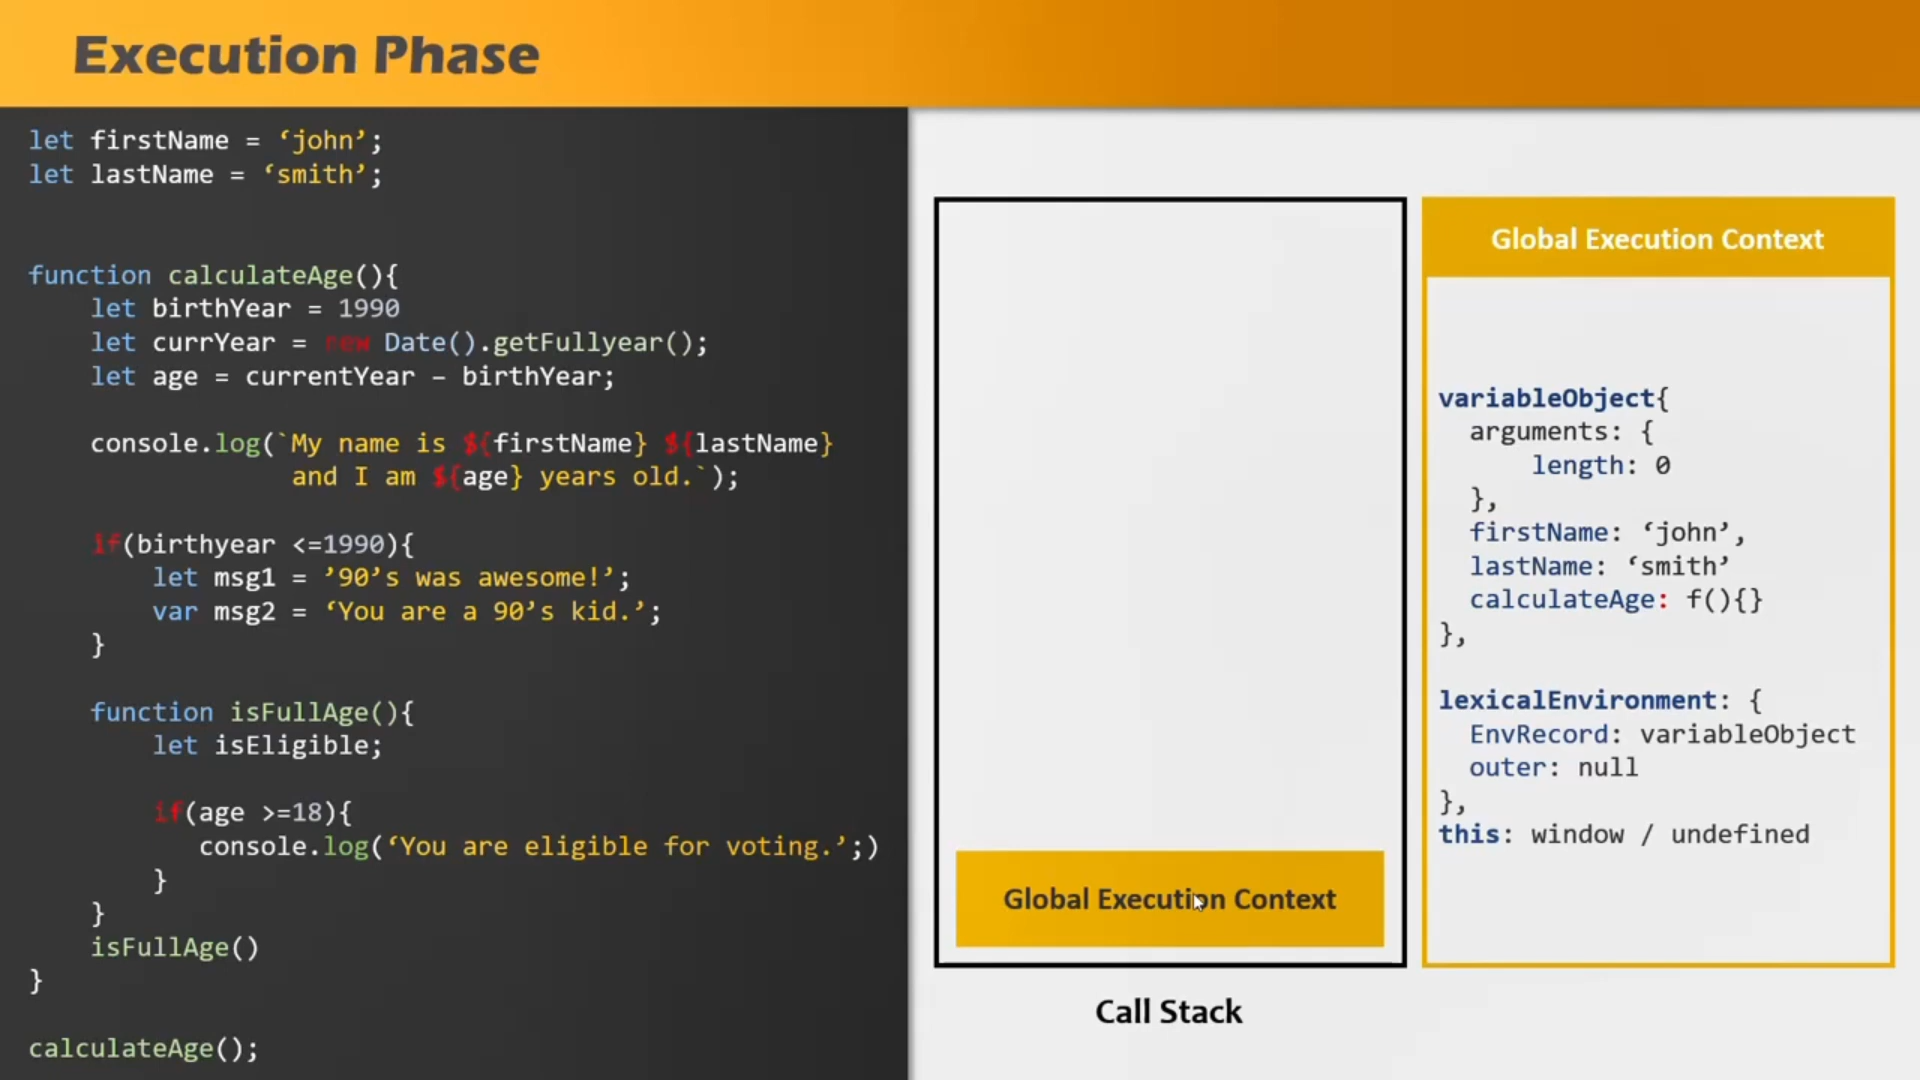 Execution Phase
let firstName = ‘john’;
let lastName = ‘smith’;
function calculateAge(){
let birthYear = 1990
let currYear = new Date().getFullyear();
let age = currentYear – birthYear;
console.log(`My name is ${firstName} ${lastName}
and I am ${age} years old.`);
if(birthyear <=1990){
let msg1 = ’90’s was awesome!’;
var msg2 = ‘You are a 90’s kid.’;
}
function isFullAge(){
let isEligible;
if(age >=18){
console.log(‘You are eligible for voting.’;)
}
}
isFullAge()
}
calculateAge();
Global Execution Context
Call Stack
Global Execution Context
variableObject{
arguments: {
length: 0
},
firstName: ‘john’,
lastName: ‘smith’
calculateAge: f(){}
},
lexicalEnvironment: {
EnvRecord: variableObject
outer: null
},
this: window / undefined